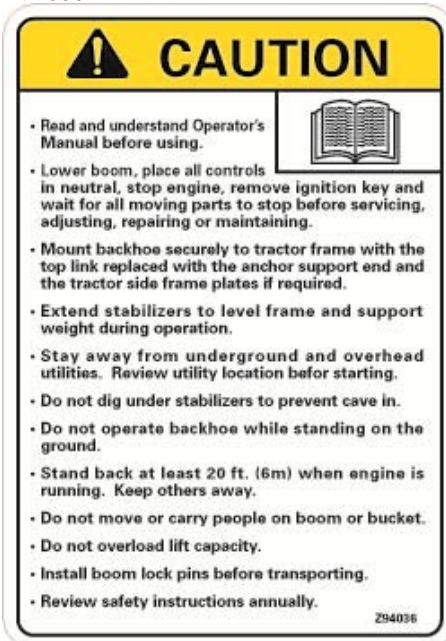 CAUTION
• Read and understand Operator's
Manual before using.
• Lower boom, place all controls
in neutral, stop engine, remove ignition key and
wait for all moving parts to stop before servicing,
adjusting, repairing or maintaining.
• Mount backhoe securely to tractor frame with the
top link replaced with the anchor support end and
the tractor side frame plates if required.
• Extend stabilizers to level frame and support
weight during operation.
• Stay away from underground and overhead
utilities. Review utility location befor starting.
• Do not dig under stabilizers to prevent cave in.
• Do not operate backhoe while standing on the
ground.
• Stand back at least 20 ft. (6m) when engine is
running. Keep others away.
• Do not move or carry people on boom or bucket.
• Do not overload lift capacity.
• Install boom lock pins before transporting.
• Review safety instructions annually.
Z94036